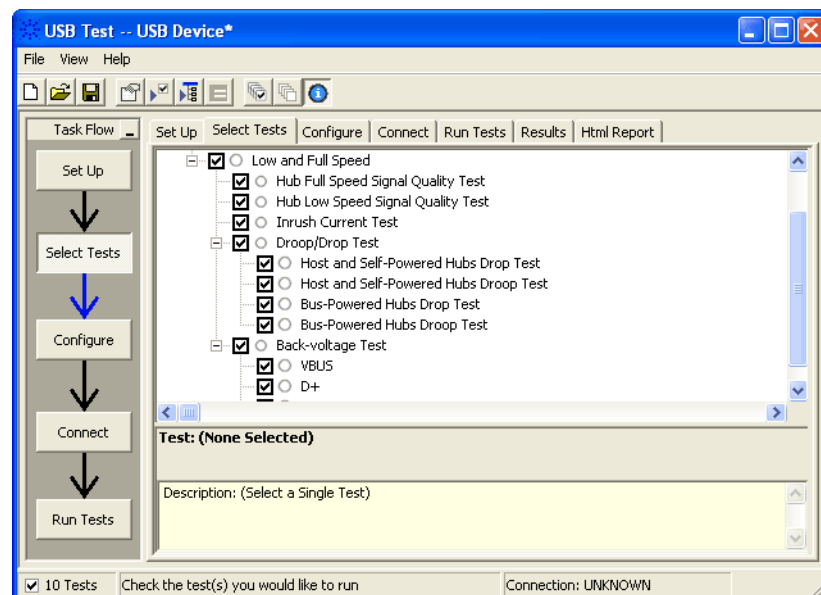 USB Test -- USB Device*
File View Help
Task Flow
Set Up
Select Tests
Configure
Connect
Run Tests
Set Up Select Tests Configure Connect Run Tests Results Html Report
Low and Full Speed
Hub Full Speed Signal Quality Test
Hub Low Speed Signal Quality Test
Inrush Current Test
Droop/Drop Test
Host and Self-Powered Hubs Drop Test
Host and Self-Powered Hubs Droop Test
Bus-Powered Hubs Drop Test
Bus-Powered Hubs Droop Test
Back-voltage Test
VBUS
D+
Test: (None Selected)
Description: (Select a Single Test)
10 Tests Check the test(s) you would like to run Connection: UNKNOWN